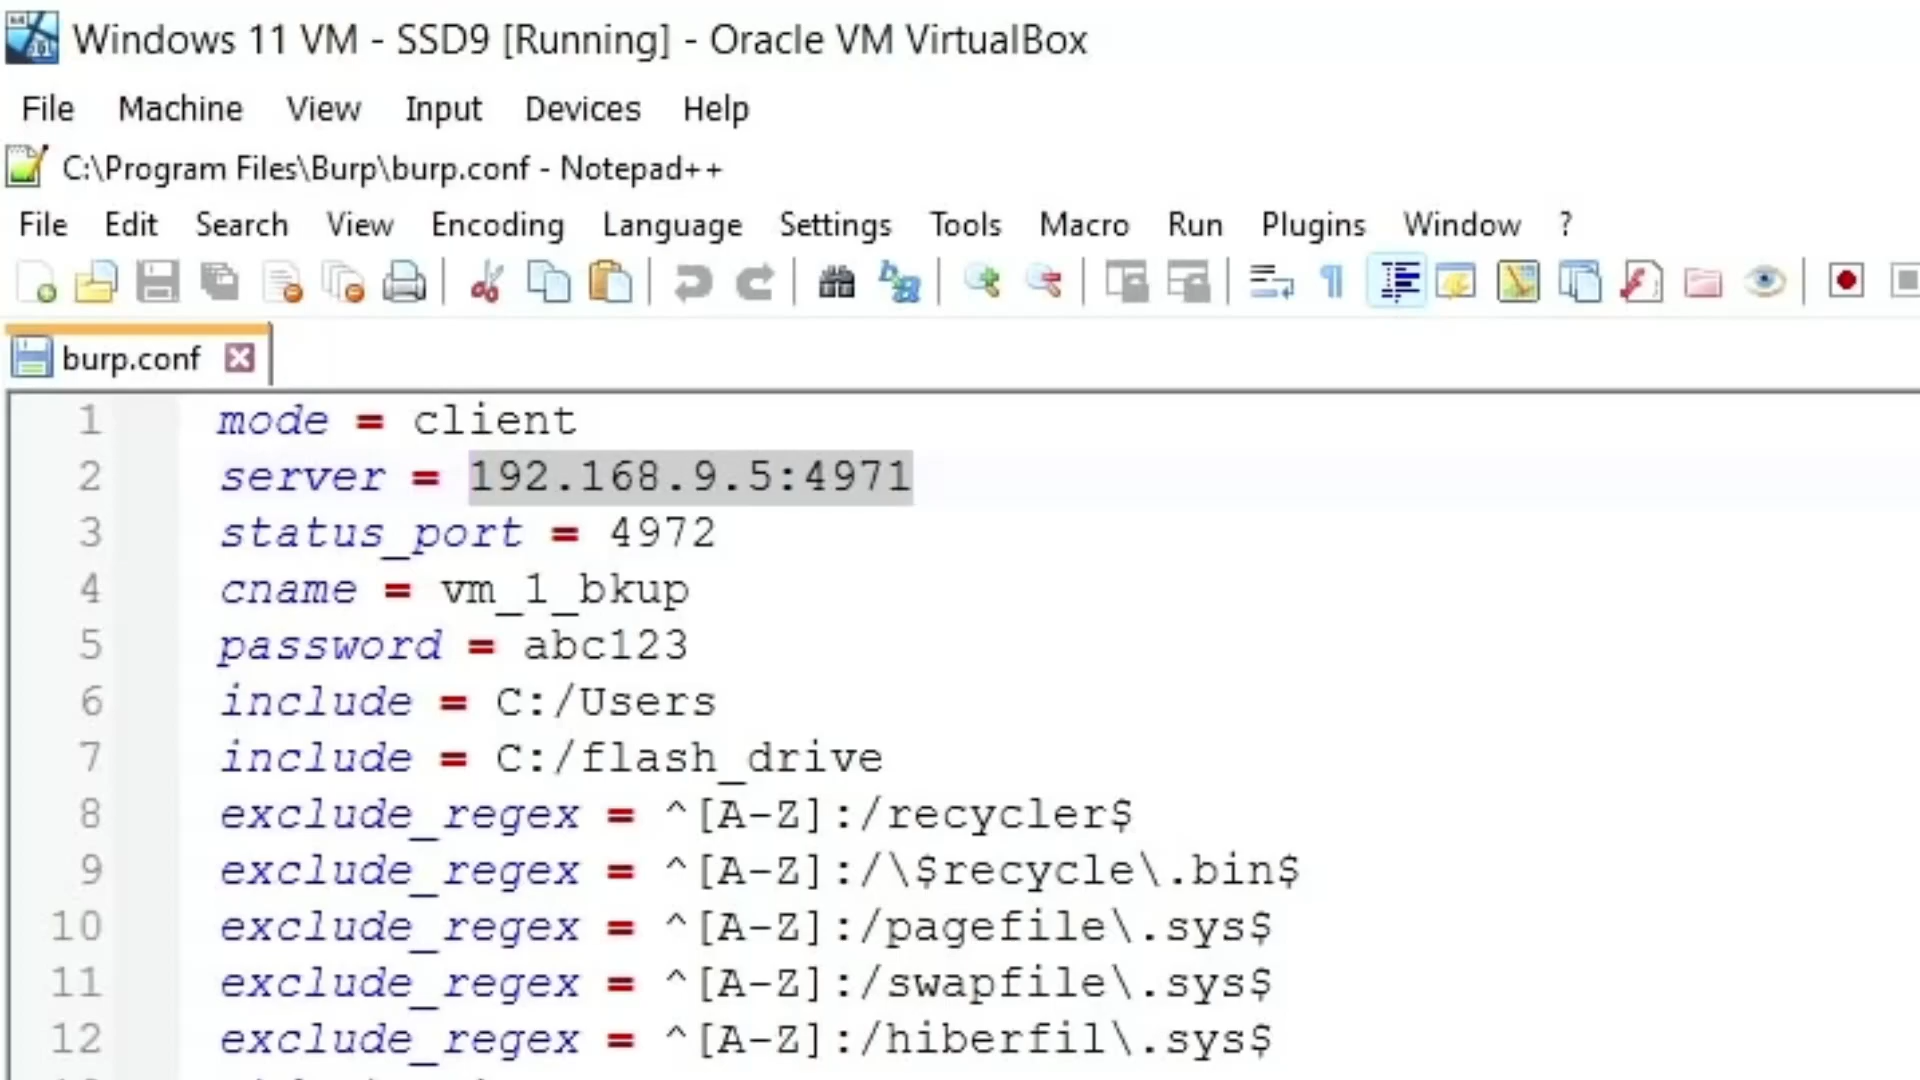 Windows 11 VM - SSD9 [Running] - Oracle VM VirtualBox
File Machine View Input Devices Help
C:\Program Files\Burp\burp.conf - Notepad++
File Edit Search View Encoding Language Settings Tools Macro Run Plugins Window ?
burp.conf
1 mode = client
2 server = 192.168.9.5:4971
3 status_port = 4972
4 cname = vm_1_bkup
5 password = abc123
6 include = C:/Users
7 include = C:/flash_drive
8 exclude_regex = ^[A-Z]:/recycler$
9 exclude_regex = ^[A-Z]:/\$recycle\.bin$
10 exclude_regex = ^[A-Z]:/pagefile\.sys$
11 exclude_regex = ^[A-Z]:/swapfile\.sys$
12 exclude_regex = ^[A-Z]:/hiberfil\.sys$